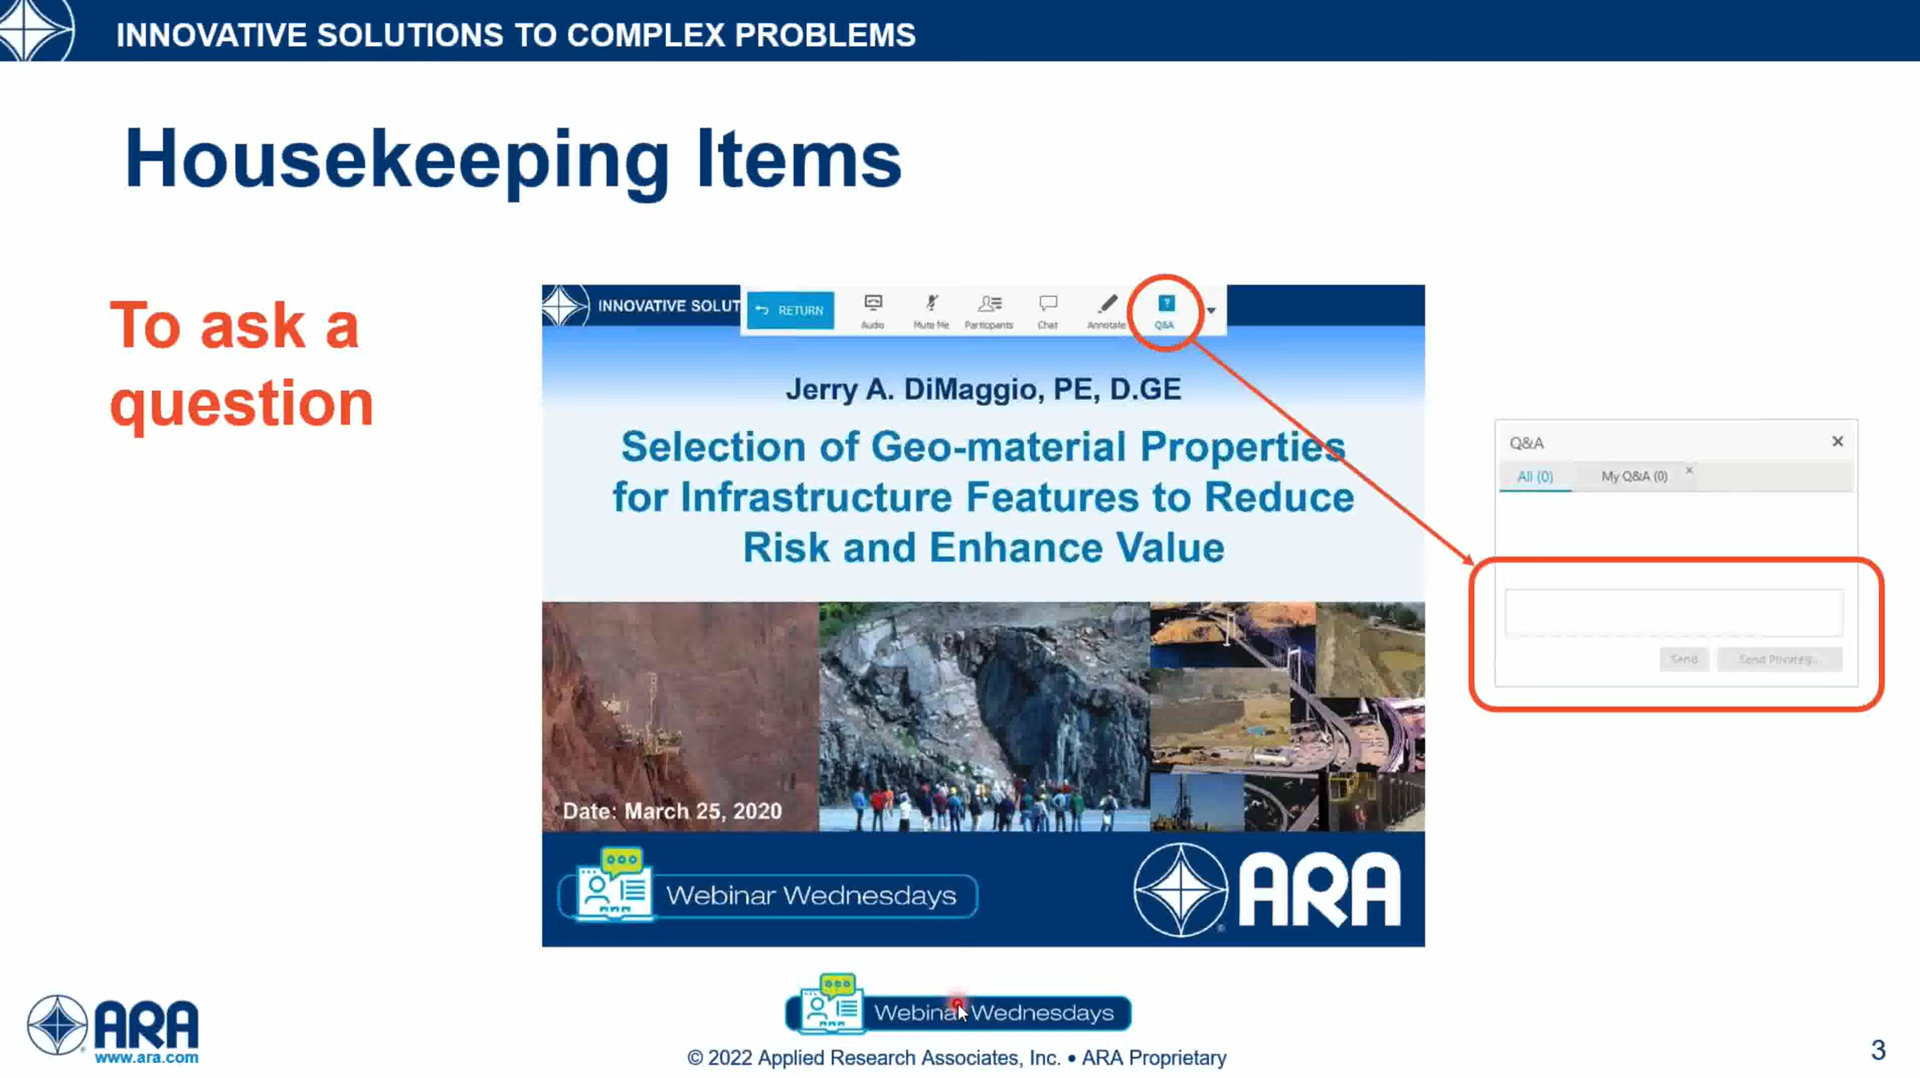 INNOVATIVE SOLUTIONS TO COMPLEX PROBLEMS
Housekeeping Items
To ask a
question
INNOVATIVE SOLUT
RETURN
Audio
Mute Me
Participants
Chat
Annotate
Q&A
Jerry A. DiMaggio, PE, D.GE
Selection of Geo-material Properties
for Infrastructure Features to Reduce
Risk and Enhance Value
Date: March 25, 2020
Webinar Wednesdays
ARA
Q&A
All (0)
My Q&A (0)
Send
Send Privately...
Webinar Wednesdays
ARA
www.ara.com
© 2022 Applied Research Associates, Inc. • ARA Proprietary
3